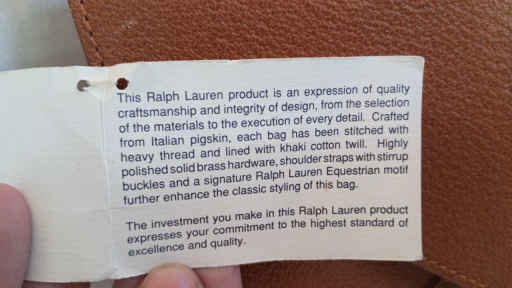 This Ralph Lauren product is an expression of quality
craftsmanship and integrity of design, from the selection
of the materials to the execution of every detail. Crafted
from Italian pigskin, each bag has been stitched with
heavy thread and lined with khaki cotton twill. Highly
polished solid brass hardware, shoulder straps with stirrup
buckles and a signature Ralph Lauren Equestrian motif
further enhance the classic styling of this bag.
The investment you make in this Ralph Lauren product
expresses your commitment to the highest standard of
excellence and quality.